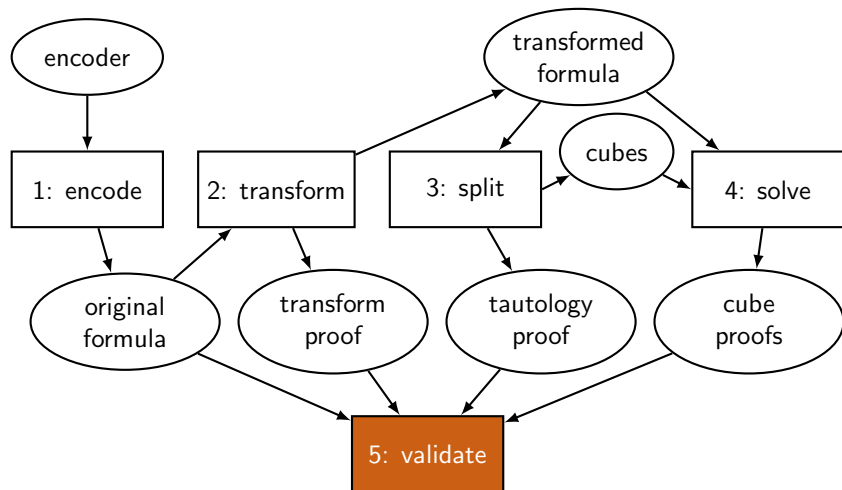 encoder
transformed
formula
cubes
1: encode
2: transform
3: split
4: solve
original
formula
transform
proof
tautology
proof
cube
proofs
5: validate